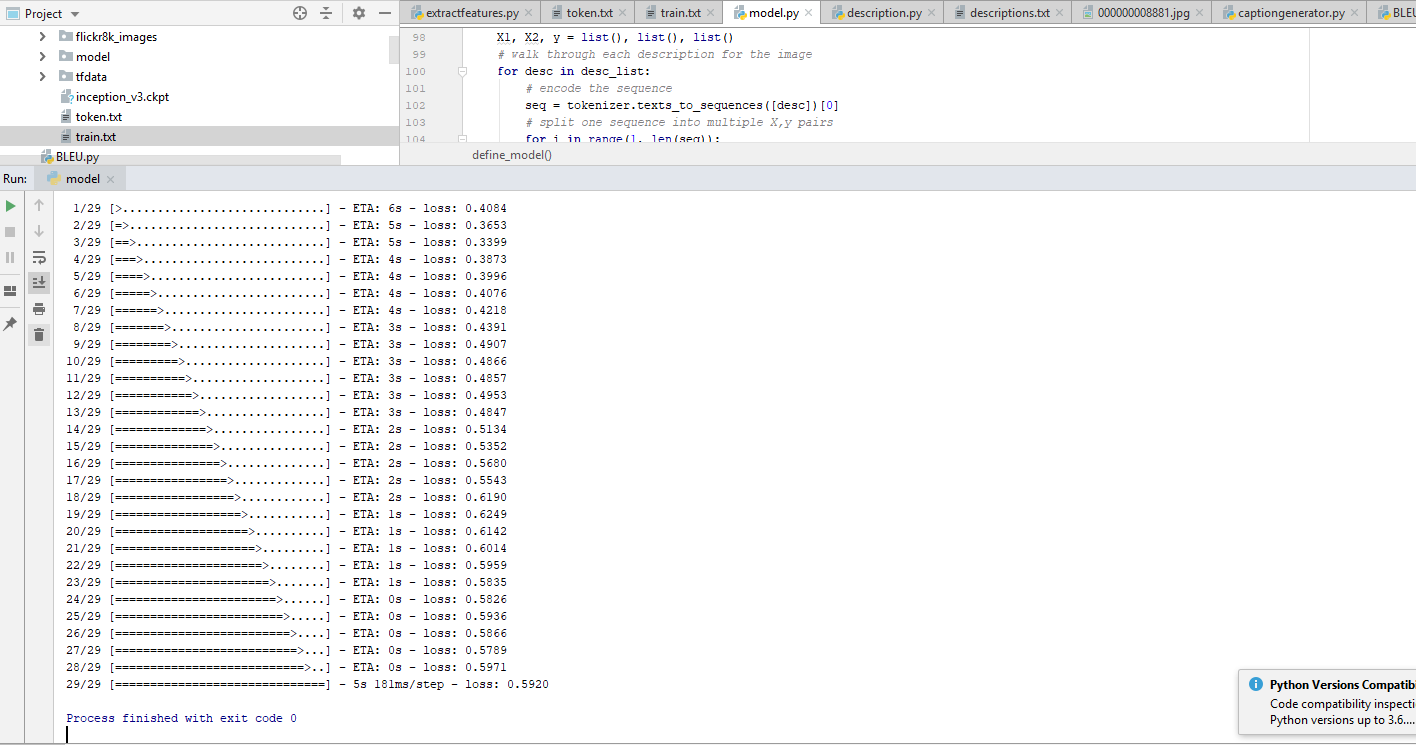 Project
extractfeatures.py
token.txt
train.txt
model.py
description.py
descriptions.txt
000000008881.jpg
captiongenerator.py
BLEU
flickr8k_images
model
tfdata
inception_v3.ckpt
token.txt
train.txt
BLEU.py
98 X1, X2, y = list(), list(), list()
99 # walk through each description for the image
100 for desc in desc_list:
101 # encode the sequence
102 seq = tokenizer.texts_to_sequences([desc])[0]
103 # split one sequence into multiple X,y pairs
104 for i in range(1, len(seq)):
define_model()
Run: model
1/29 [>.............................] - ETA: 6s - loss: 0.4084
2/29 [=>............................] - ETA: 5s - loss: 0.3653
3/29 [==>...........................] - ETA: 5s - loss: 0.3399
4/29 [===>..........................] - ETA: 4s - loss: 0.3873
5/29 [====>.........................] - ETA: 4s - loss: 0.3996
6/29 [=====>........................] - ETA: 4s - loss: 0.4076
7/29 [======>.......................] - ETA: 4s - loss: 0.4218
8/29 [=======>......................] - ETA: 3s - loss: 0.4391
9/29 [========>.....................] - ETA: 3s - loss: 0.4907
10/29 [=========>....................] - ETA: 3s - loss: 0.4866
11/29 [==========>...................] - ETA: 3s - loss: 0.4857
12/29 [===========>..................] - ETA: 3s - loss: 0.4953
13/29 [============>.................] - ETA: 3s - loss: 0.4847
14/29 [=============>................] - ETA: 2s - loss: 0.5134
15/29 [==============>...............] - ETA: 2s - loss: 0.5352
16/29 [===============>..............] - ETA: 2s - loss: 0.5680
17/29 [================>.............] - ETA: 2s - loss: 0.5543
18/29 [=================>............] - ETA: 2s - loss: 0.6190
19/29 [==================>...........] - ETA: 1s - loss: 0.6249
20/29 [===================>..........] - ETA: 1s - loss: 0.6142
21/29 [====================>.........] - ETA: 1s - loss: 0.6014
22/29 [=====================>........] - ETA: 1s - loss: 0.5959
23/29 [======================>.......] - ETA: 1s - loss: 0.5835
24/29 [=======================>......] - ETA: 0s - loss: 0.5826
25/29 [========================>.....] - ETA: 0s - loss: 0.5936
26/29 [=========================>....] - ETA: 0s - loss: 0.5866
27/29 [==========================>...] - ETA: 0s - loss: 0.5789
28/29 [===========================>..] - ETA: 0s - loss: 0.5971
29/29 [==============================] - 5s 181ms/step - loss: 0.5920
Process finished with exit code 0
Python Versions Compatibi
Code compatibility inspecti
Python versions up to 3.6....